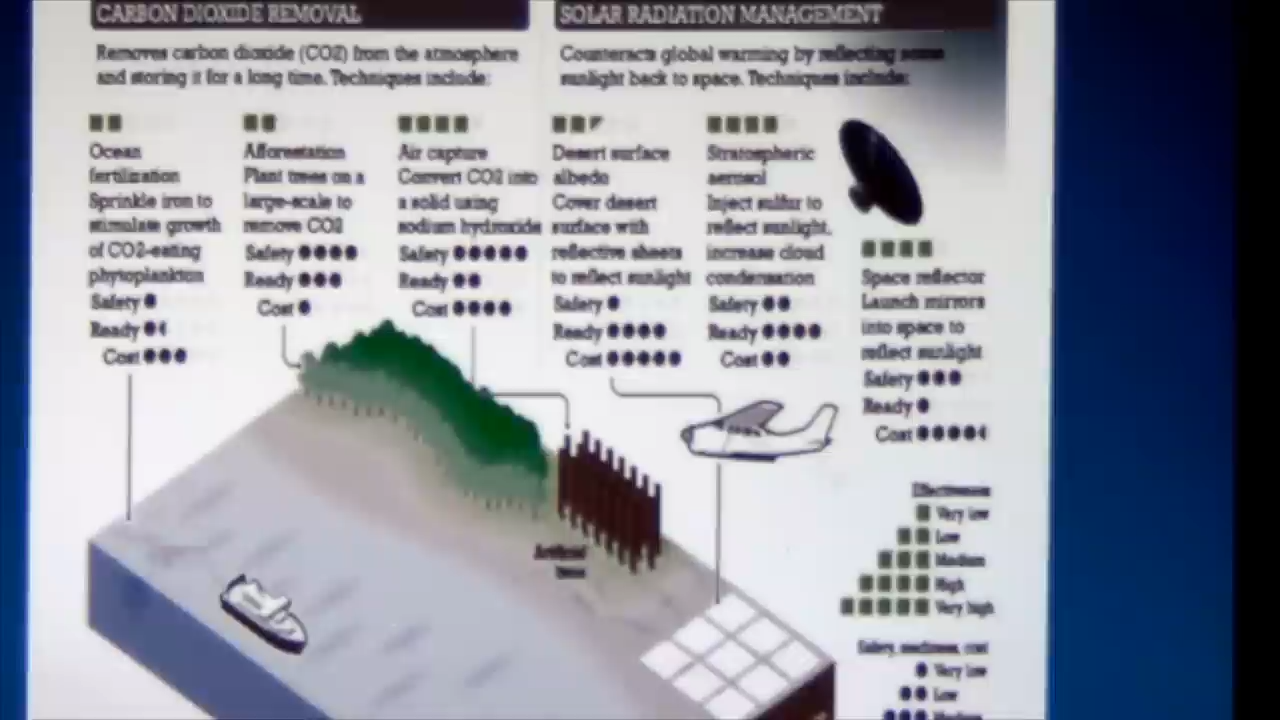 CARBON DIOXIDE REMOVAL
Removes carbon dioxide (CO2) from the atmosphere
and storing it for a long time. Techniques include:
Ocean
fertilization
Sprinkle iron to
stimulate growth
of CO2-eating
phytoplankton
Safety
Ready
Cost
Afforestation
Plant trees on a
large-scale to
remove CO2
Safety
Ready
Cost
Air capture
Convert CO2 into
a solid using
sodium hydroxide
Safety
Ready
Cost
SOLAR RADIATION MANAGEMENT
Counteracts global warming by reflecting some
sunlight back to space. Techniques include:
Desert surface
albedo
Cover desert
surface with
reflective sheets
to reflect sunlight
Safety
Ready
Cost
Stratospheric
aerosol
Inject sulfur to
reflect sunlight,
increase cloud
condensation
Safety
Ready
Cost
Space reflector
Launch mirrors
into space to
reflect sunlight
Safety
Ready
Cost
Artificial
trees
Effectiveness
Very low
Low
Medium
High
Very high
Safety, readiness, cost
Very low
Low
Medium